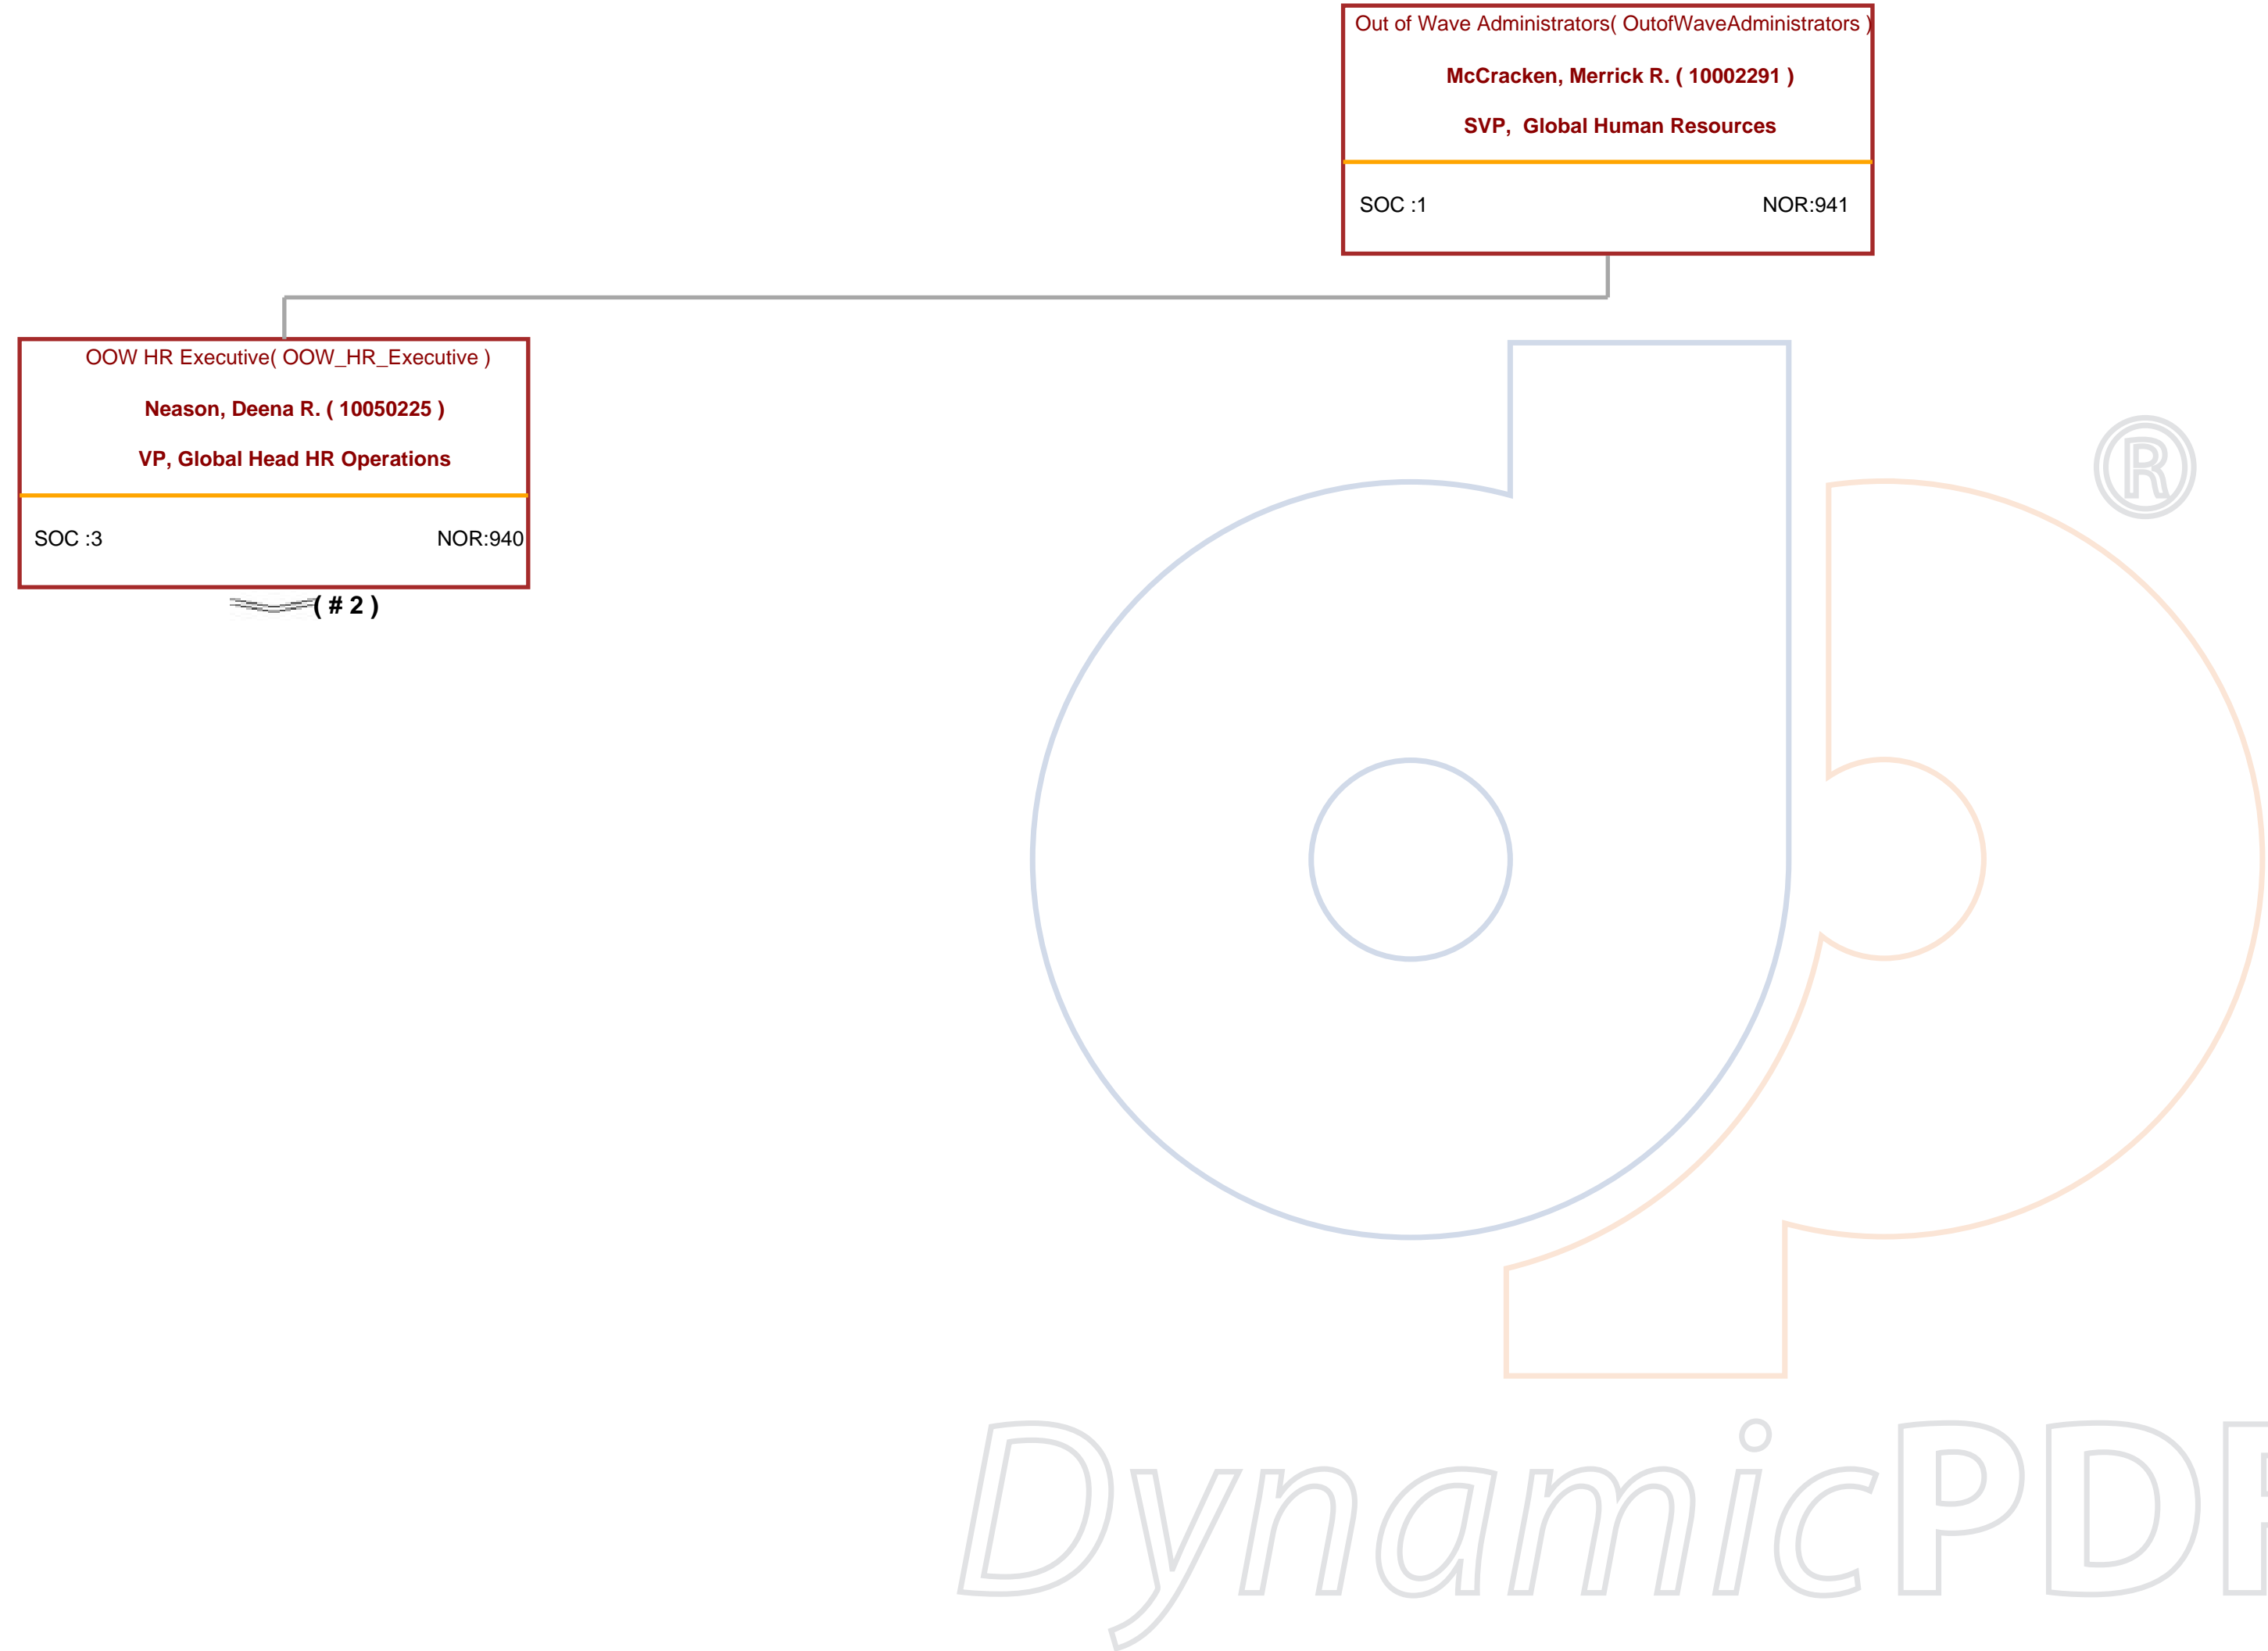 Out of Wave Administrators( OutofWaveAdministrators )
McCracken, Merrick R. ( 10002291 )
SVP,  Global Human Resources
SOC :1 NOR:941
OOW HR Executive( OOW_HR_Executive )
Neason, Deena R. ( 10050225 )
VP, Global Head HR Operations
SOC :3 NOR:940
( # 2 )
®
DynamicPDF